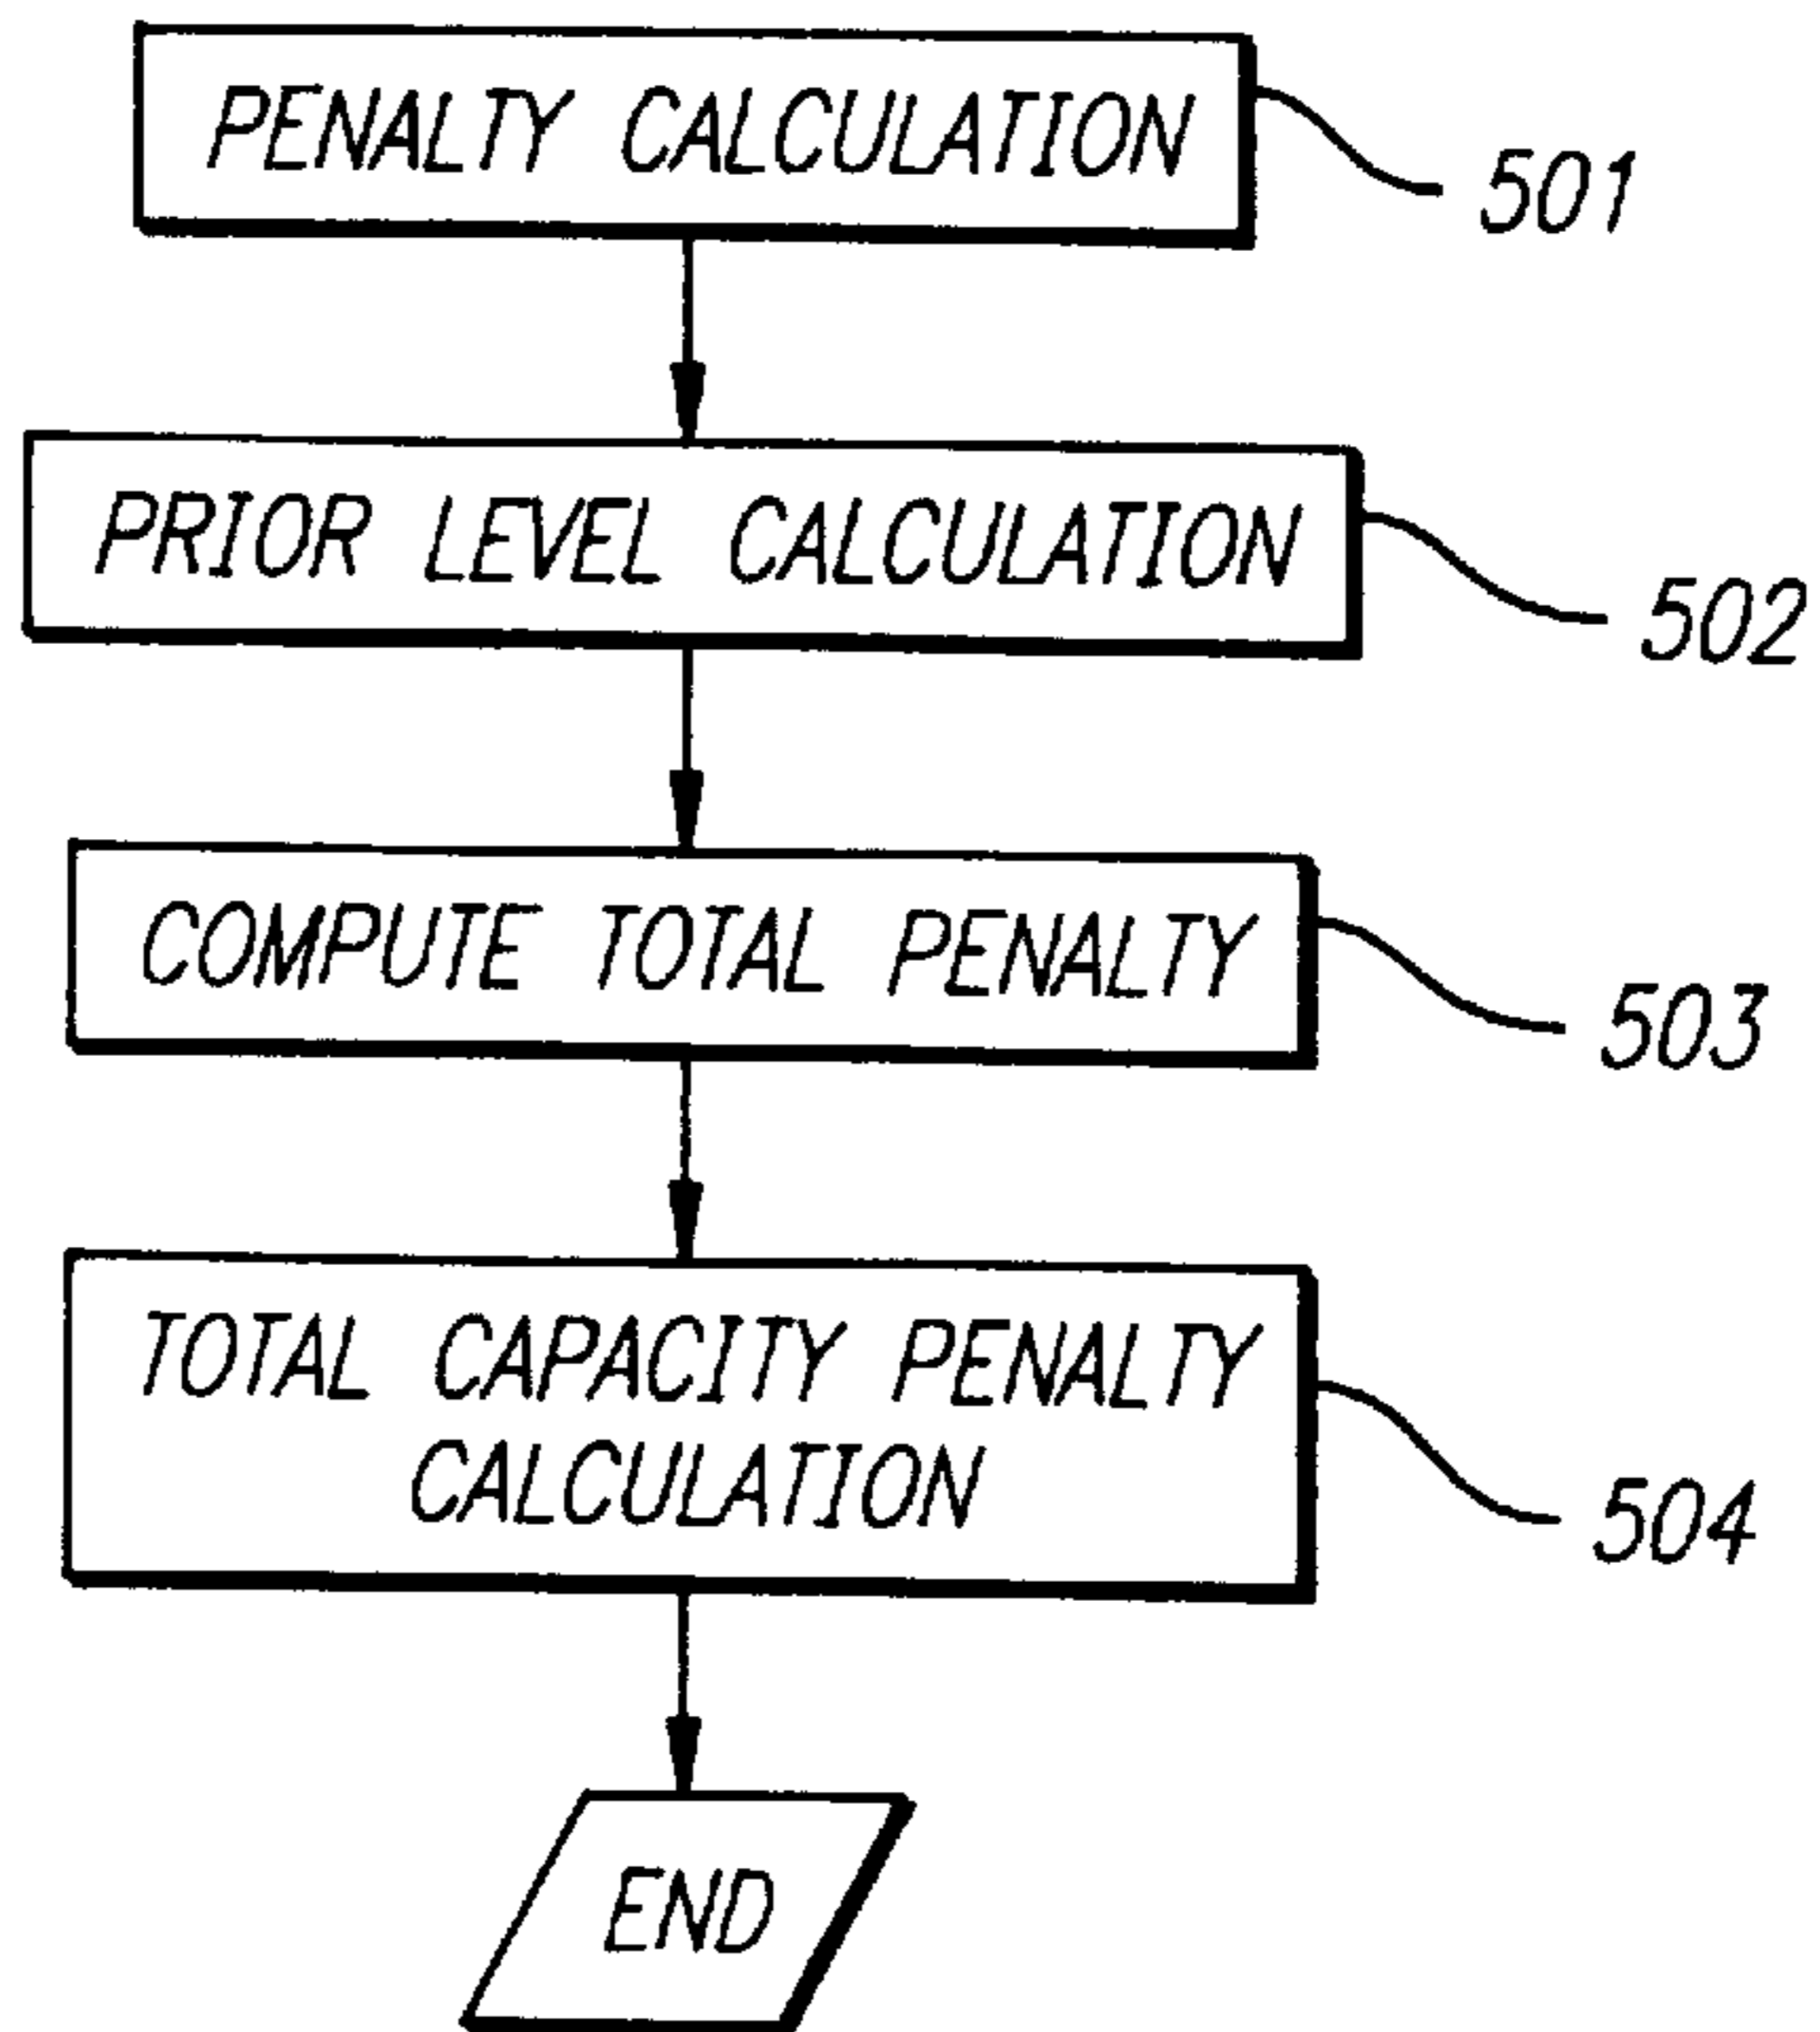 PENALTY CALCULATION
501
PRIOR LEVEL CALCULATION
502
COMPUTE TOTAL PENALTY
503
TOTAL CAPACITY PENALTY
CALCULATION
504
END